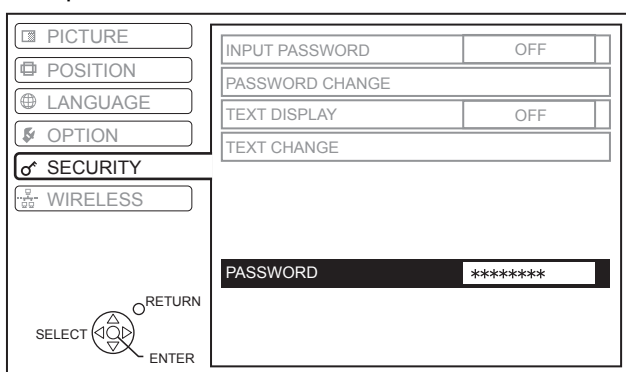 PICTURE
POSITION
LANGUAGE
OPTION
SECURITY
WIRELESS
INPUT PASSWORD OFF
PASSWORD CHANGE
TEXT DISPLAY OFF
TEXT CHANGE
PASSWORD ********
RETURN
SELECT
ENTER